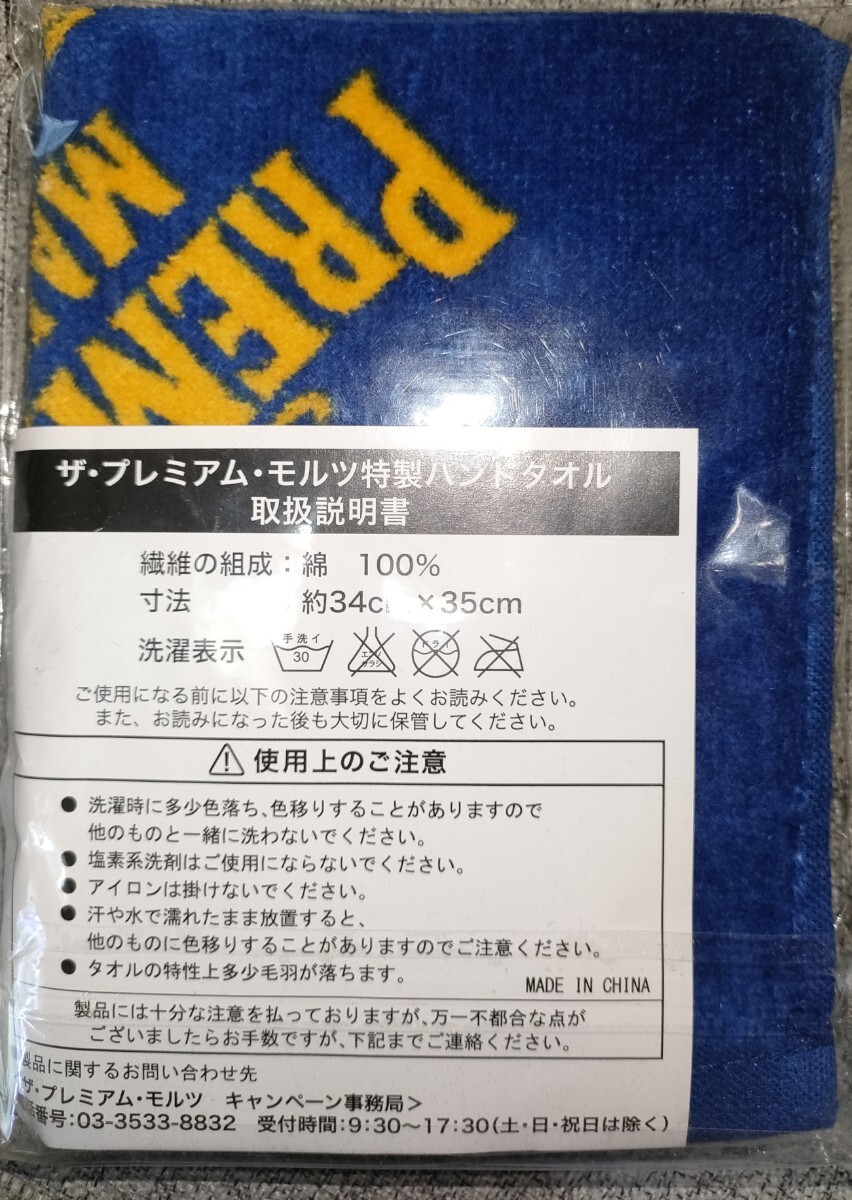 PREM
MA
ザ・プレミアム・モルツ特製ハンドタオル
取扱説明書
繊維の組成：綿　100%
寸法　：約34cm×35cm
洗濯表示
手洗イ
30
エンソ
サラシ
ドライ
ご使用になる前に以下の注意事項をよくお読みください。
また、お読みになった後も大切に保管してください。
使用上のご注意
● 洗濯時に多少色落ち、色移りすることがありますので
他のものと一緒に洗わないでください。
● 塩素系洗剤はご使用にならないでください。
● アイロンは掛けないでください。
● 汗や水で濡れたまま放置すると、
他のものに色移りすることがありますのでご注意ください。
● タオルの特性上多少毛羽が落ちます。
MADE IN CHINA
製品には十分な注意を払っておりますが、万一不都合な点が
ございましたらお手数ですが、下記までご連絡ください。
製品に関するお問い合わせ先
ザ・プレミアム・モルツ　キャンペーン事務局＞
話番号：03-3533-8832　受付時間：9:30～17:30（土・日・祝日は除く）